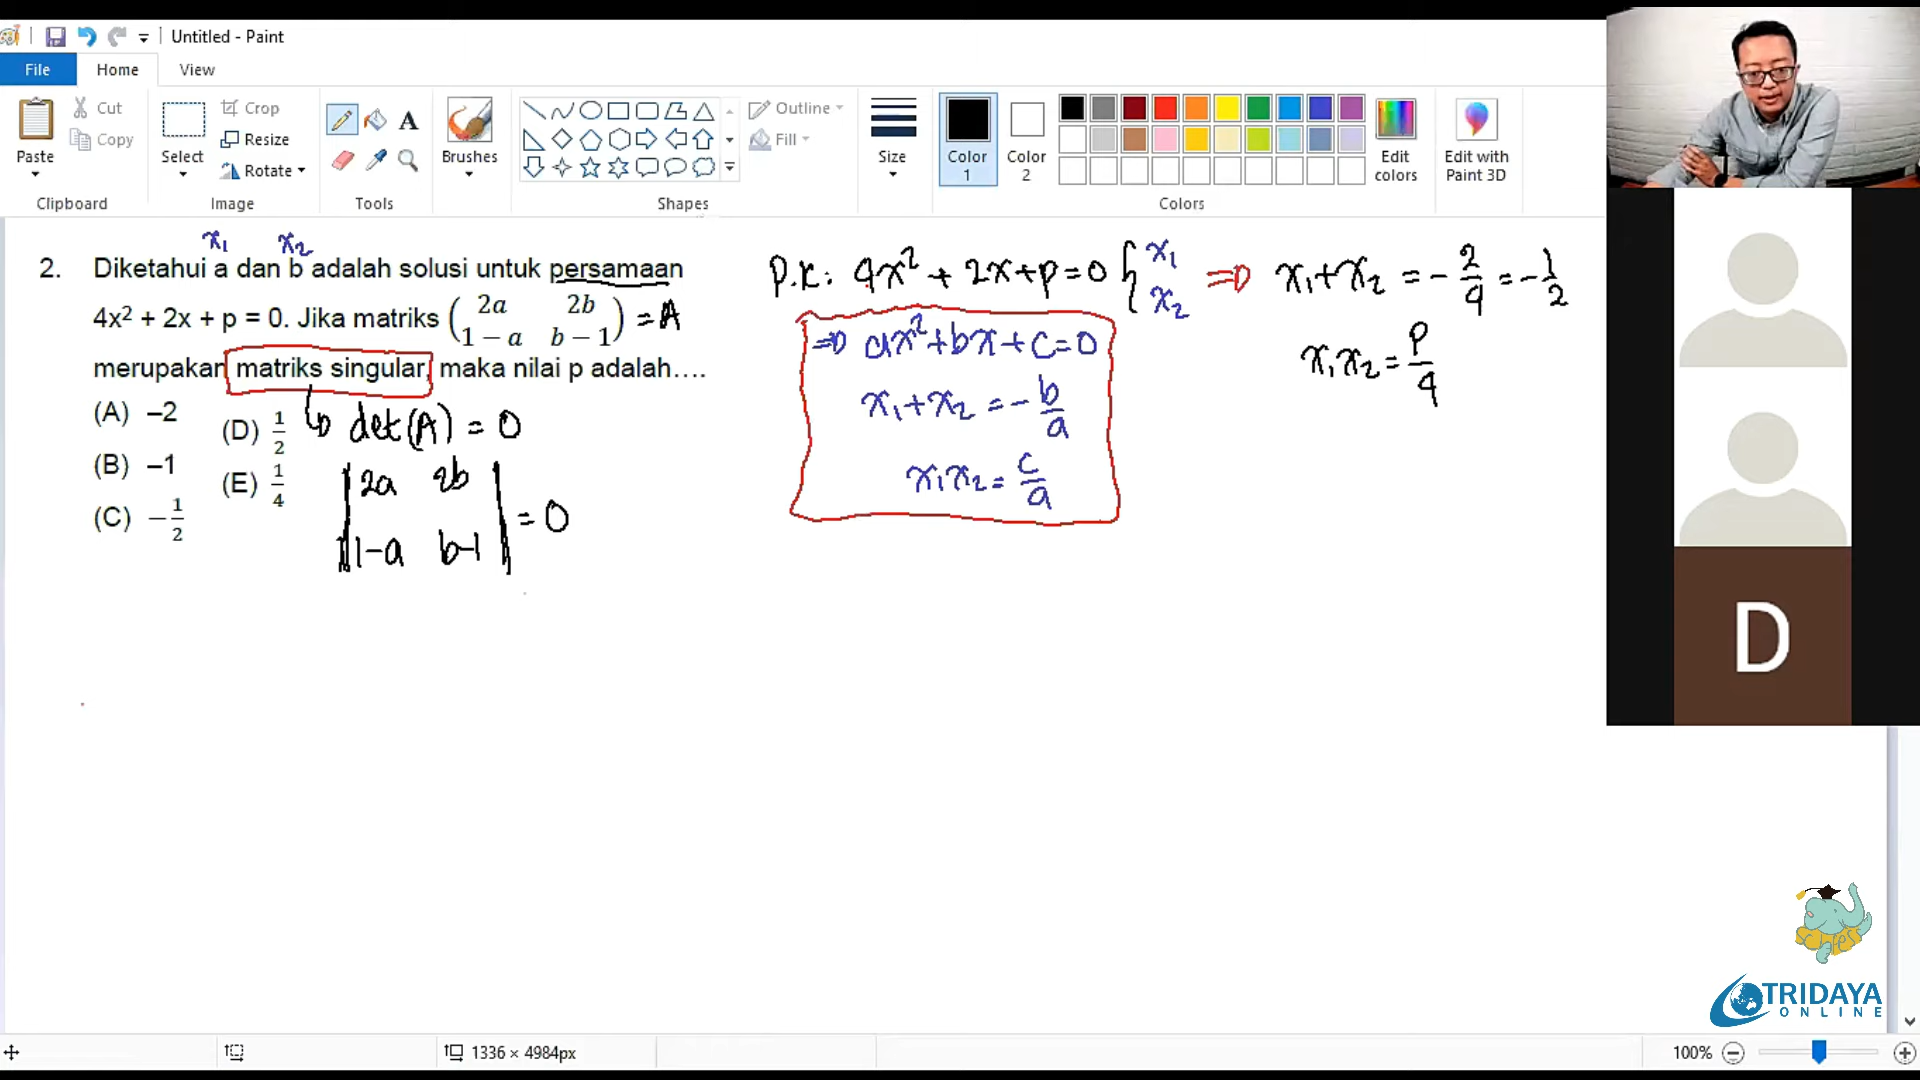 Untitled - Paint
File Home View
Paste
Cut
Copy
Clipboard
Select
Crop
Resize
Rotate
Image
A
Tools
Brushes
Shapes
Outline
Fill
Size
Color 1
Color 2
Colors
Edit colors
Edit with Paint 3D
x₁ x₂
2. Diketahui a dan b adalah solusi untuk persamaan
4x² + 2x + p = 0. Jika matriks (2a 2b
1 − a b − 1) = A
merupakan matriks singular, maka nilai p adalah….
(A) –2
(B) –1
(C) −1/2
(D) 1/2
(E) 1/4
det(A) = 0
|2a 2b
1-a b-1| = 0
P.K: 4x² + 2x + p = 0 { x₁
x₂
⇒ x₁ + x₂ = - 2/4 = - 1/2
x₁x₂ = P/4
⇒ ax² + bx + c = 0
x₁ + x₂ = - b/a
x₁x₂ = c/a
D
TRIDAYA
ONLINE
1336 × 4984px
100%